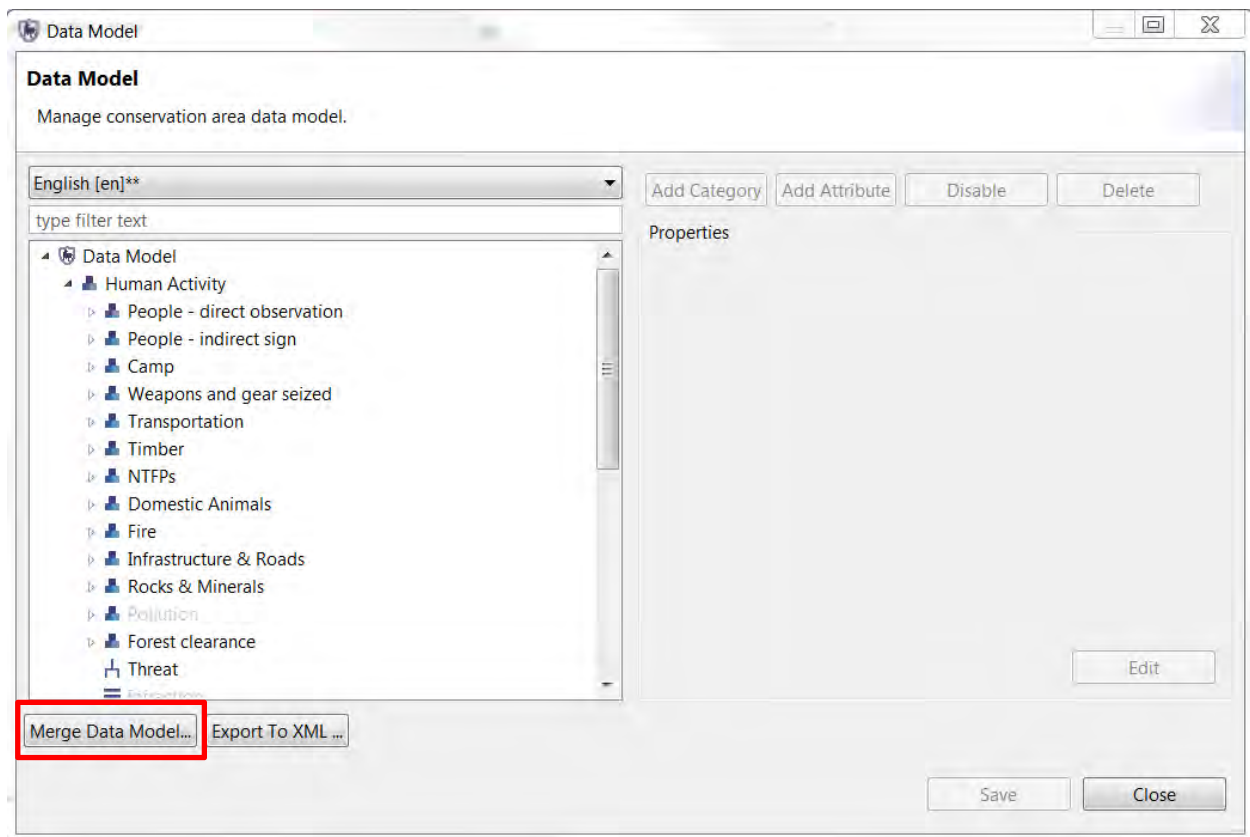 Data Model
Data Model
Manage conservation area data model.
English [en]**
type filter text
Data Model
Human Activity
People - direct observation
People - indirect sign
Camp
Weapons and gear seized
Transportation
Timber
NTFPs
Domestic Animals
Fire
Infrastructure & Roads
Rocks & Minerals
Pollution
Forest clearance
Threat
Infraction
Add Category Add Attribute Disable Delete
Properties
Edit
Merge Data Model... Export To XML ...
Save Close